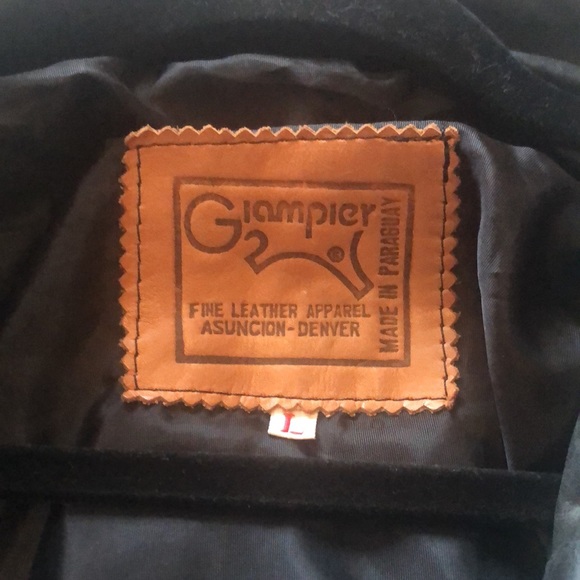 Giampier
®
FINE LEATHER APPAREL
ASUNCION-DENVER
MADE IN PARAGUAY
L